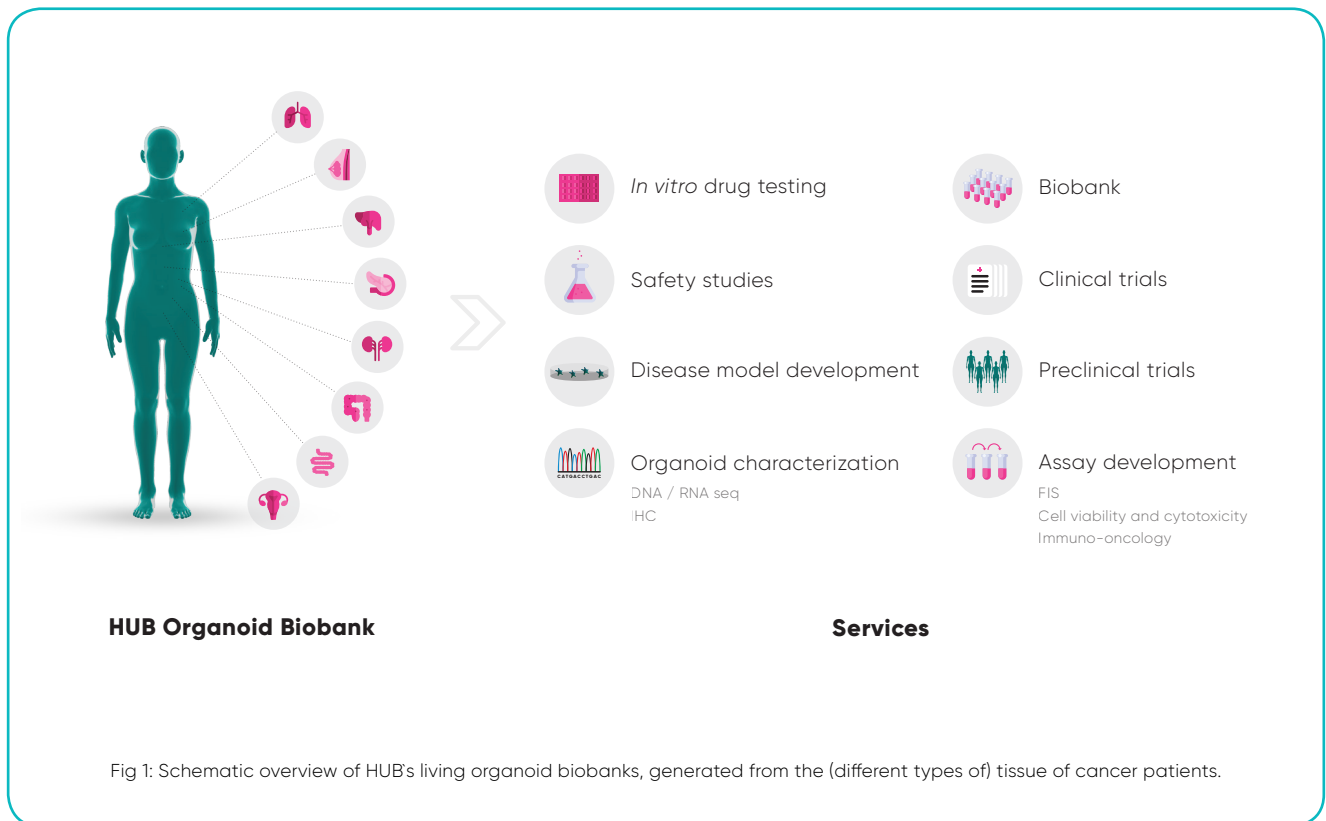 In vitro drug testing
Safety studies
Disease model development
CATGACCTGAC
Organoid characterization
DNA / RNA seq
IHC
Biobank
Clinical trials
Preclinical trials
Assay development
FIS
Cell viability and cytotoxicity
Immuno-oncology
HUB Organoid Biobank
Services
Fig 1: Schematic overview of HUB`s living organoid biobanks, generated from the (different types of) tissue of cancer patients.